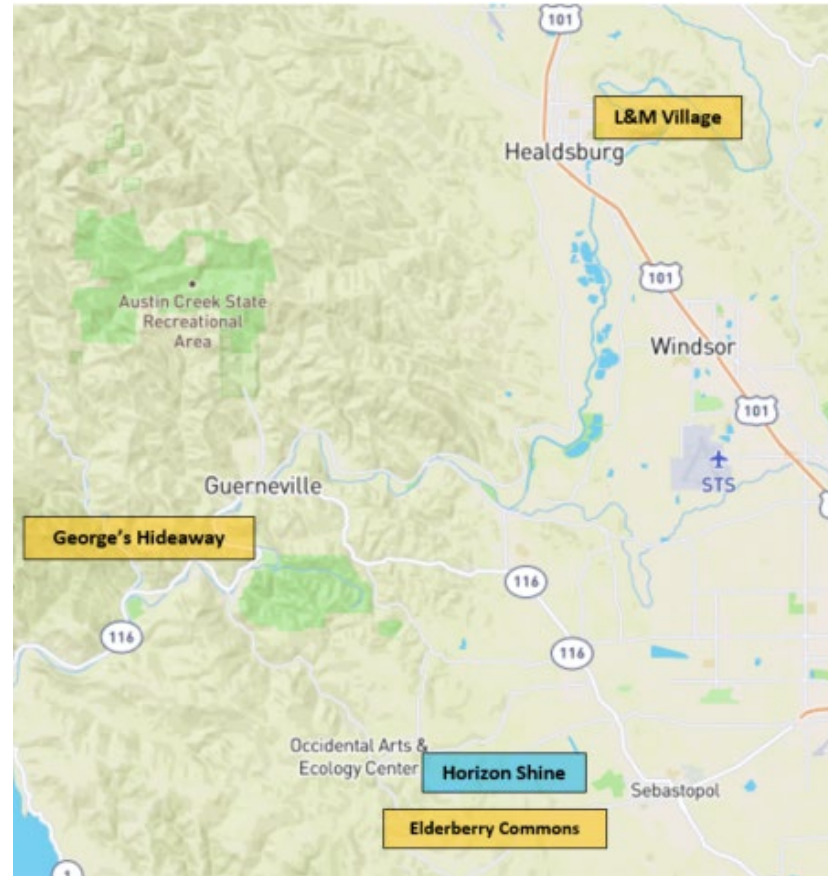 101
L&M Village
Healdsburg
101
Austin Creek State
Recreational
Area
Windsor
101
STS
Guerneville
George's Hideaway
116
116
116
Occidental Arts &
Ecology Center
Horizon Shine
Sebastopol
Elderberry Commons
1